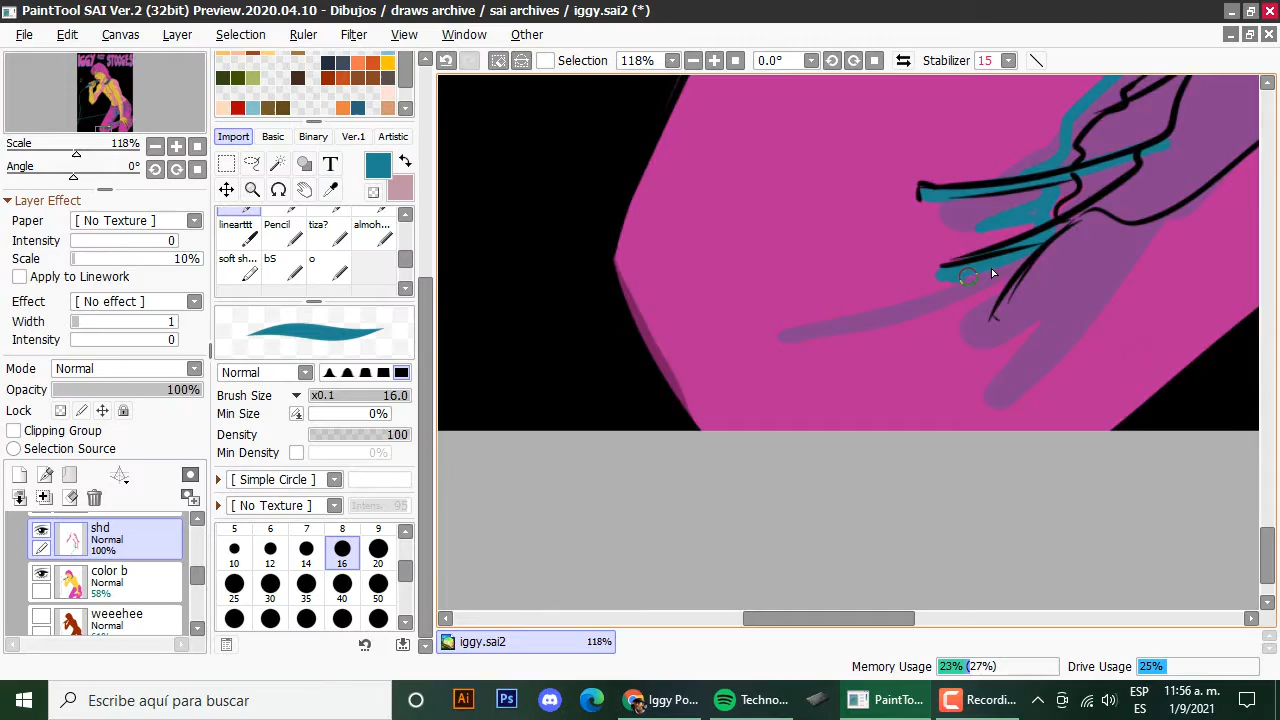 PaintTool SAI Ver.2 (32bit) Preview.2020.04.10 - Dibujos / draws archive / sai archives / iggy.sai2 (*)
File Edit Canvas Layer Selection Ruler Filter View Window Other
Selection 118% 0.0° Stabilizer 15
IGGY STOOGES
Scale 118%
Angle 0°
Layer Effect
Paper [ No Texture ]
Intensity 0
Scale 10%
Apply to Linework
Effect [ No effect ]
Width 1
Intensity 0
Mode Normal
Opacity 100%
Lock
Clipping Group
Selection Source
shd
Normal
100%
color b
Normal
58%
weeehee
Normal
Import Basic Binary Ver.1 Artistic
T
linearttt Pencil tiza? almoh...
soft sh... bS o
Normal
Brush Size x0.1 16.0
Min Size 0%
Density 100
Min Density 0%
[ Simple Circle ]
[ No Texture ] Intens. 95
5 6 7 8 9
10 12 14 16 20
25 30 35 40 50
iggy.sai2 118%
Memory Usage 23% (27%) Drive Usage 25%
Escribe aquí para buscar
Ai Ps Iggy Po... Techno... PaintTo... Recordi...
ESP
ES
11:56 a. m.
1/9/2021